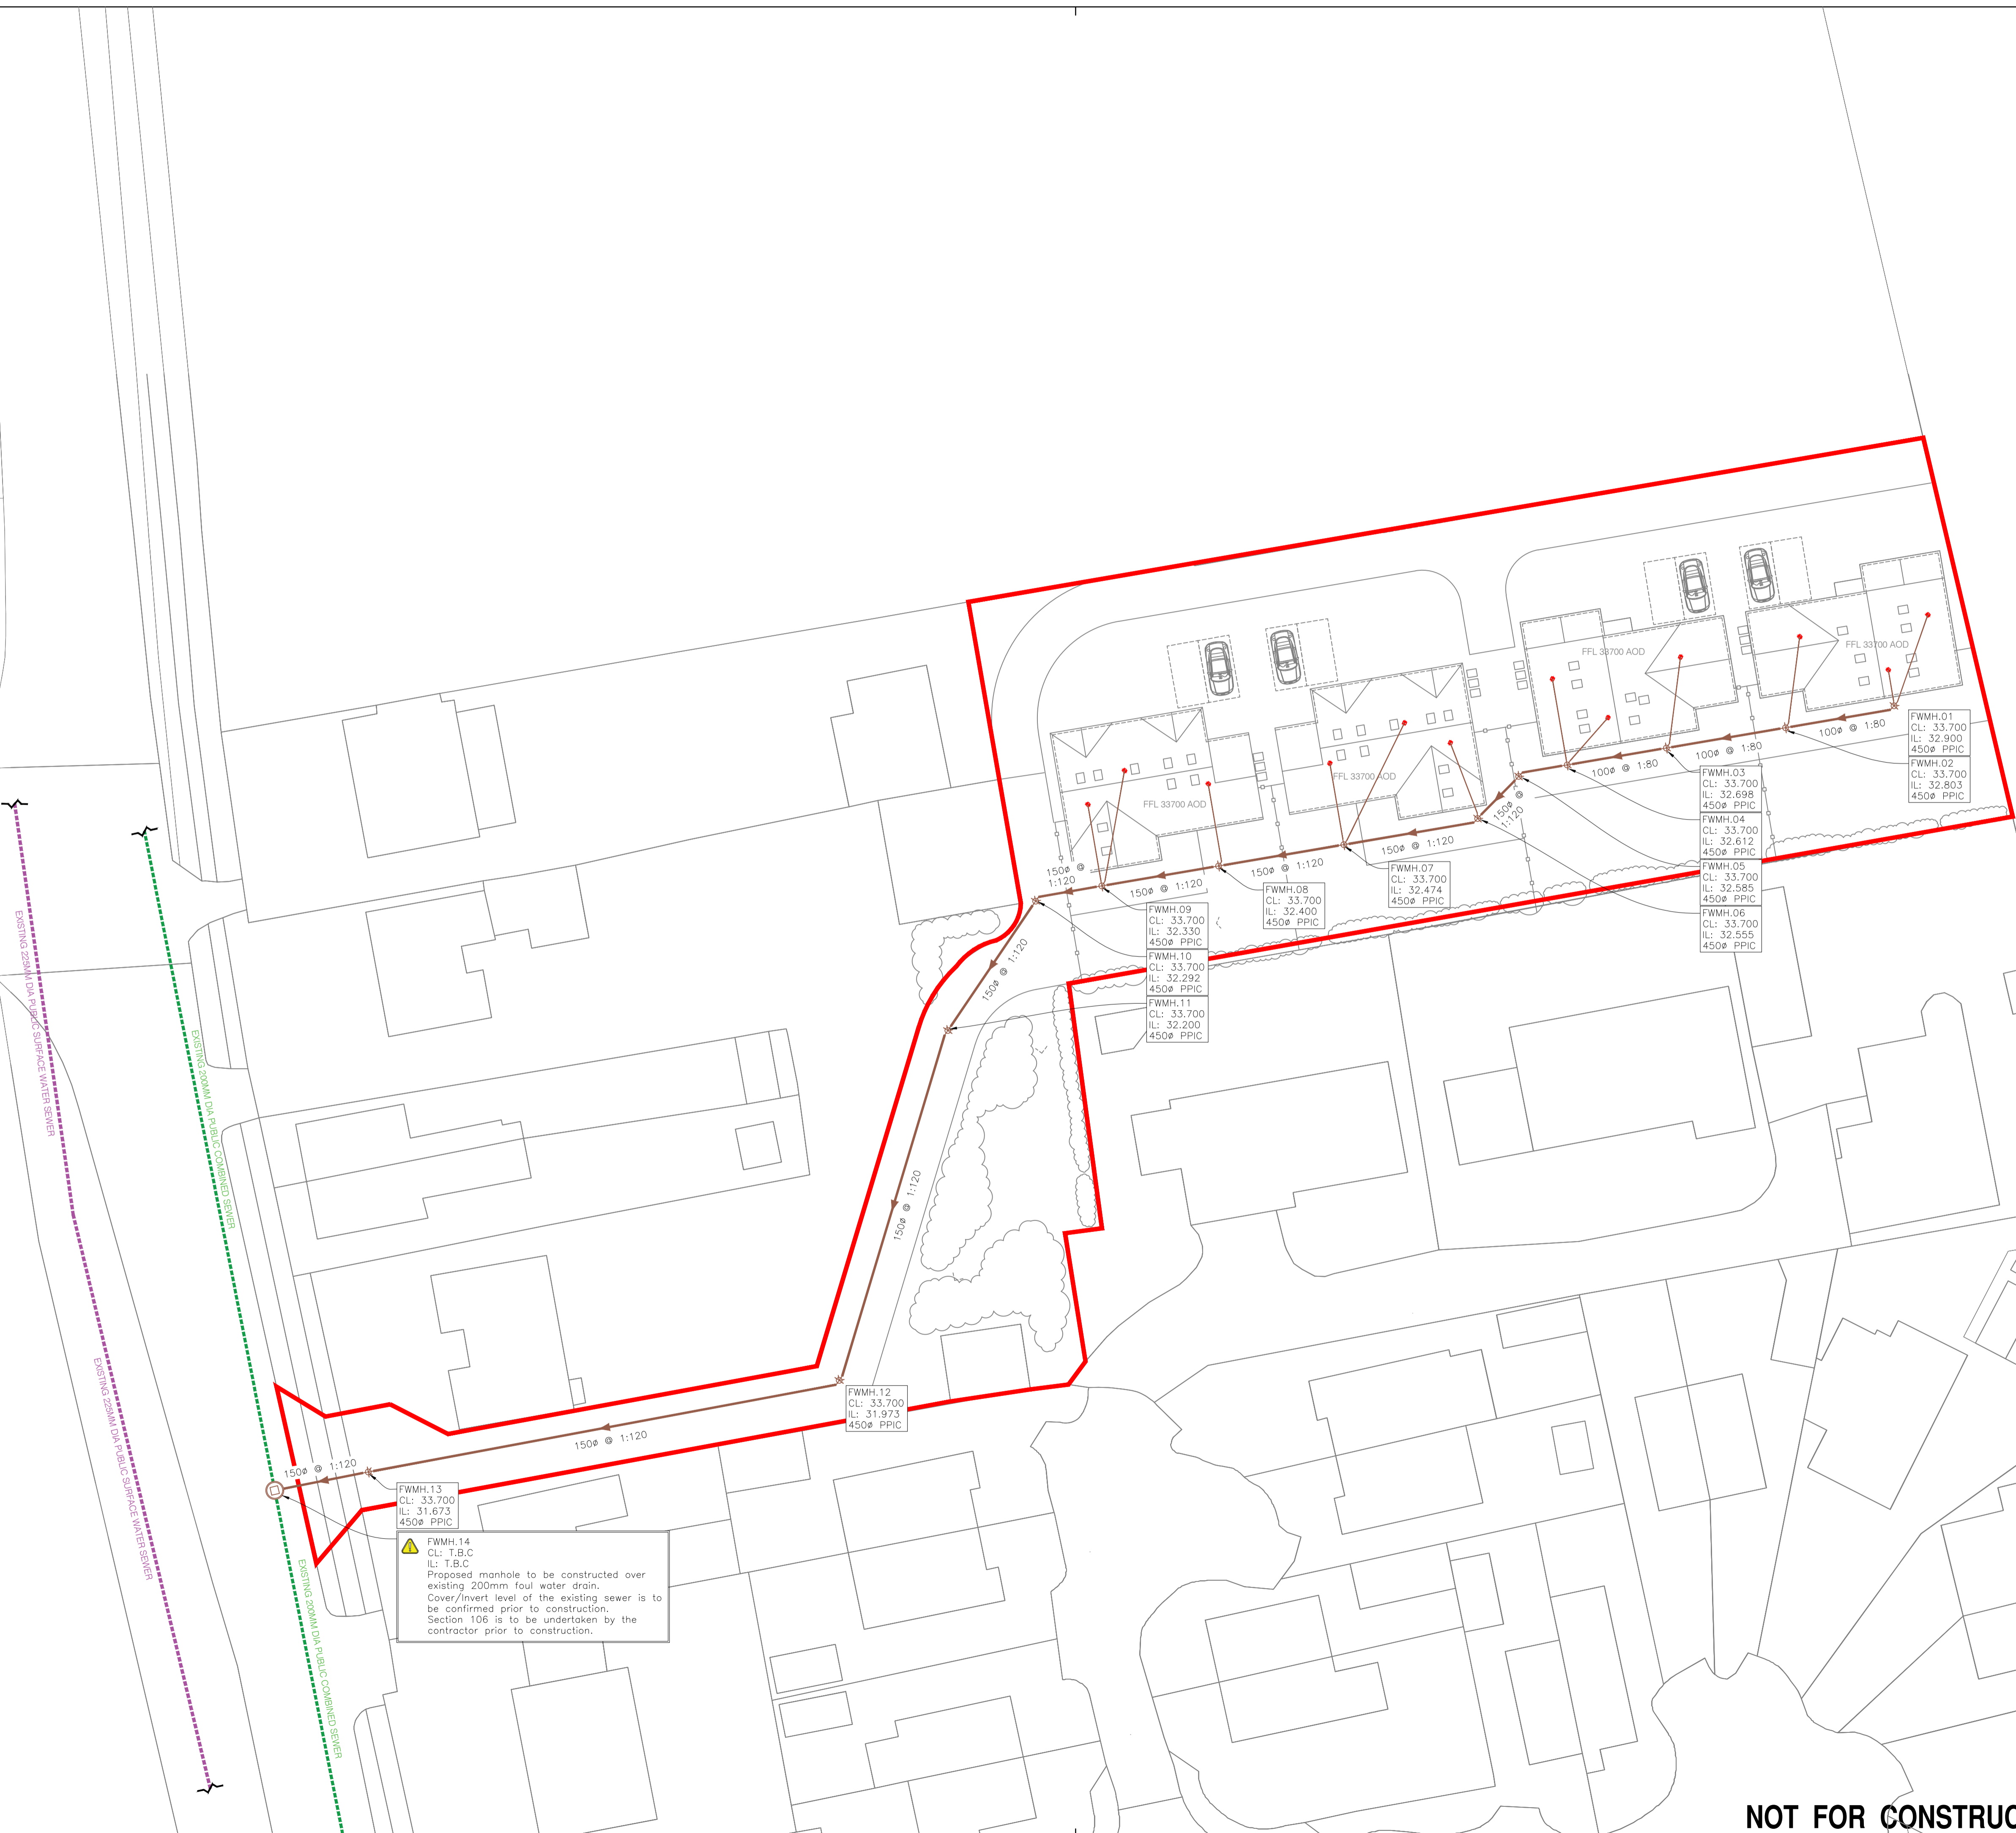 FFL 33700 AOD
FFL 33700 AOD
FFL 33700 AOD
FFL 33700 AOD
100ø @ 1:80
100ø @ 1:80
100ø @ 1:80
150ø @
1:120
150ø @ 1:120
150ø @ 1:120
150ø @ 1:120
150ø @
1:120
150ø @ 1:120
150ø @ 1:120
150ø @ 1:120
150ø @ 1:120
FWMH.01
CL: 33.700
IL: 32.900
450ø PPIC
FWMH.02
CL: 33.700
IL: 32.803
450ø PPIC
FWMH.03
CL: 33.700
IL: 32.698
450ø PPIC
FWMH.04
CL: 33.700
IL: 32.612
450ø PPIC
FWMH.05
CL: 33.700
IL: 32.585
450ø PPIC
FWMH.06
CL: 33.700
IL: 32.555
450ø PPIC
FWMH.07
CL: 33.700
IL: 32.474
450ø PPIC
FWMH.08
CL: 33.700
IL: 32.400
450ø PPIC
FWMH.09
CL: 33.700
IL: 32.330
450ø PPIC
FWMH.10
CL: 33.700
IL: 32.292
450ø PPIC
FWMH.11
CL: 33.700
IL: 32.200
450ø PPIC
FWMH.12
CL: 33.700
IL: 31.973
450ø PPIC
FWMH.13
CL: 33.700
IL: 31.673
450ø PPIC
FWMH.14
CL: T.B.C
IL: T.B.C
Proposed manhole to be constructed over
existing 200mm foul water drain.
Cover/Invert level of the existing sewer is to
be confirmed prior to construction.
Section 106 is to be undertaken by the
contractor prior to construction.
EXISTING 225MM DIA PUBLIC SURFACE WATER SEWER
EXISTING 200MM DIA PUBLIC COMBINED SEWER
EXISTING 225MM DIA PUBLIC SURFACE WATER SEWER
EXISTING 200MM DIA PUBLIC COMBINED SEWER
NOT FOR CONSTRUC